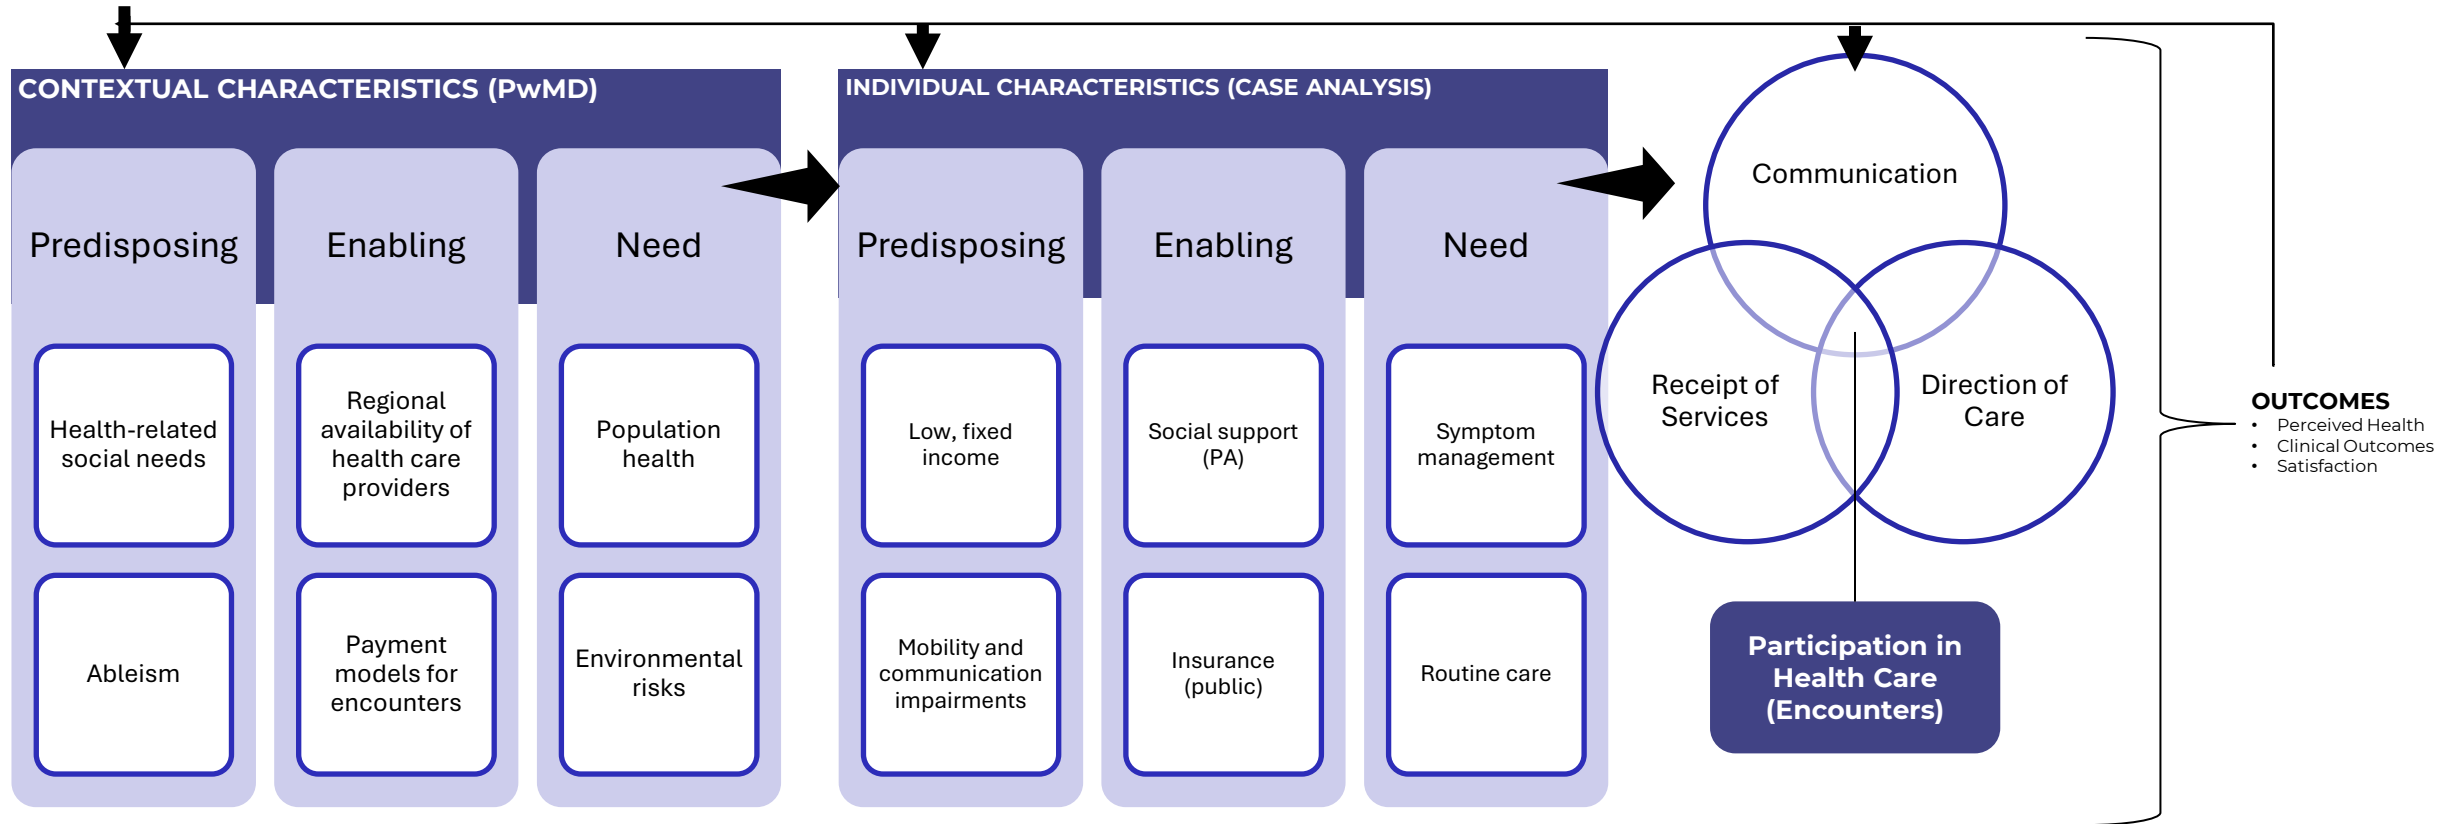 CONTEXTUAL CHARACTERISTICS (PwMD)
Predisposing
Enabling
Need
Health-related
social needs
Regional
availability of
health care
providers
Population
health
Ableism
Payment
models for
encounters
Environmental
risks
INDIVIDUAL CHARACTERISTICS (CASE ANALYSIS)
Predisposing
Enabling
Need
Low, fixed
income
Social support
(PA)
Symptom
management
Mobility and
communication
impairments
Insurance
(public)
Routine care
Communication
Receipt of
Services
Direction of
Care
Participation in
Health Care
(Encounters)
OUTCOMES
• Perceived Health
• Clinical Outcomes
• Satisfaction